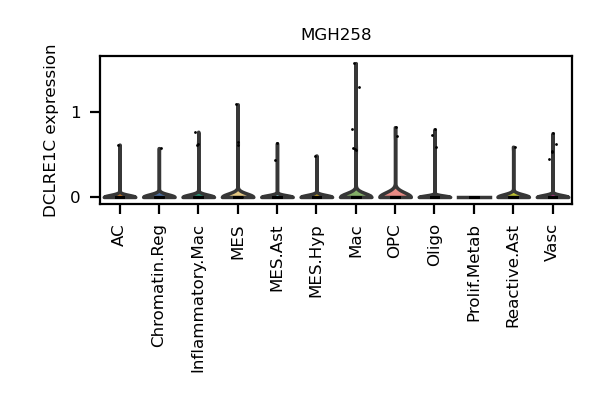 MGH258
DCLRE1C expression
1
0
AC
Chromatin.Reg
Inflammatory.Mac
MES
MES.Ast
MES.Hyp
Mac
OPC
Oligo
Prolif.Metab
Reactive.Ast
Vasc